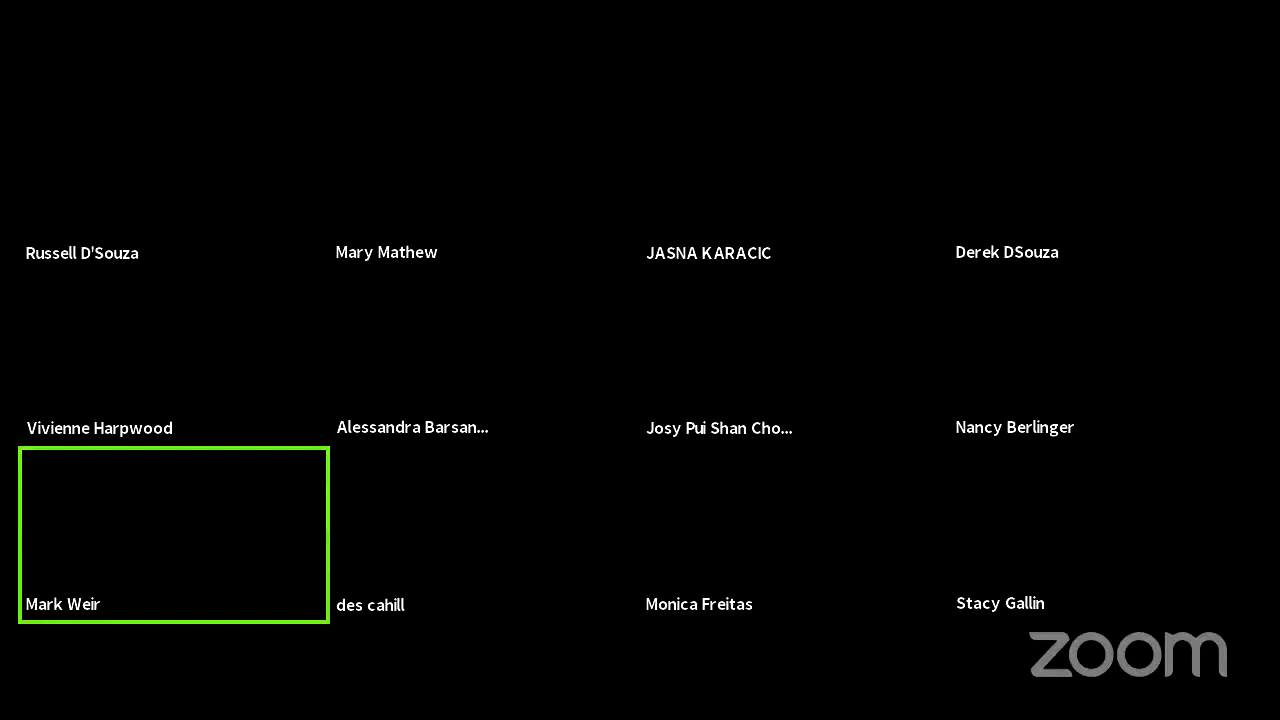 Russell D'Souza
Mary Mathew
JASNA KARACIC
Derek DSouza
Vivienne Harpwood
Alessandra Barsan...
Josy Pui Shan Cho...
Nancy Berlinger
Mark Weir
des cahill
Monica Freitas
Stacy Gallin
zoom